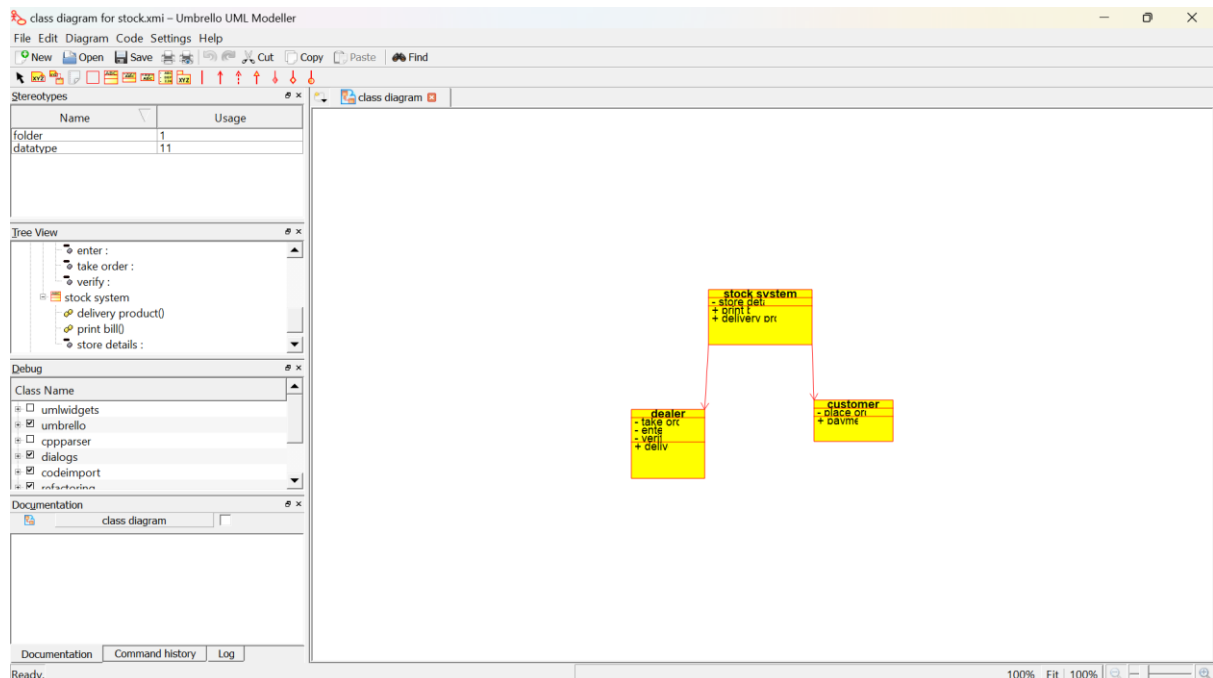 class diagram for stock.xmi – Umbrello UML Modeller
File Edit Diagram Code Settings Help
New Open Save Cut Copy Paste Find
Stereotypes
class diagram
Name Usage
folder 1
datatype 11
Tree View
enter :
take order :
verify :
stock system
delivery product()
print bill()
store details :
Debug
Class Name
umlwidgets
umbrello
cppparser
dialogs
codeimport
refactoring
Documentation
class diagram
Documentation Command history Log
Ready.
stock system
- store deta
+ print b
+ delivery pro
dealer
- take orc
- ente
- verif
+ deliv
customer
- place ord
+ payme
100% Fit 100%